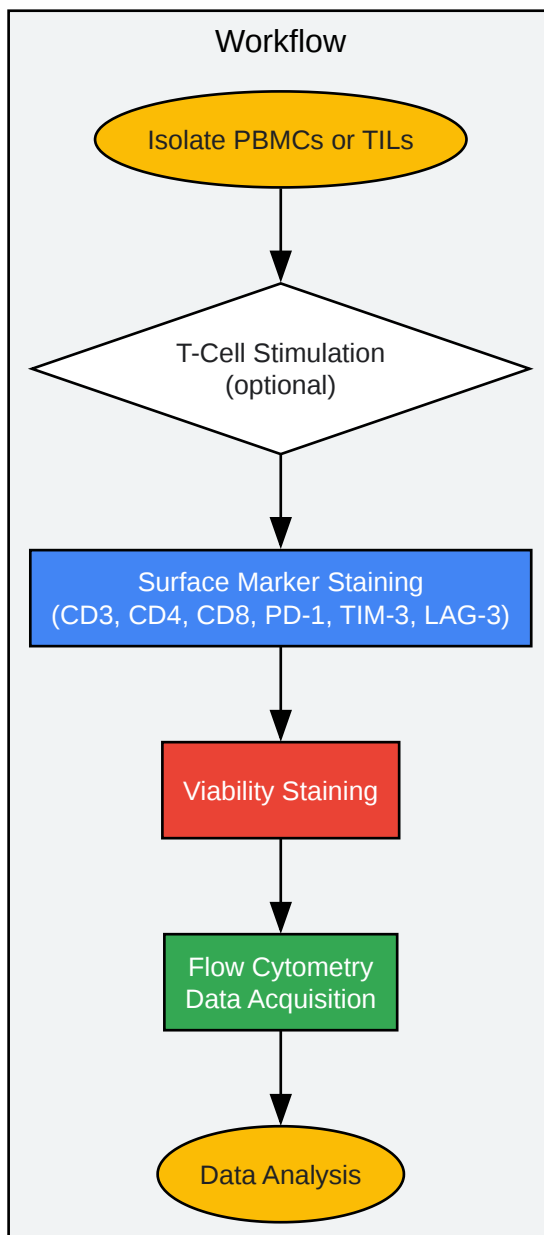 Workflow
Isolate PBMCs or TILs
T-Cell Stimulation
(optional)
Surface Marker Staining
(CD3, CD4, CD8, PD-1, TIM-3, LAG-3)
Viability Staining
Flow Cytometry
Data Acquisition
Data Analysis